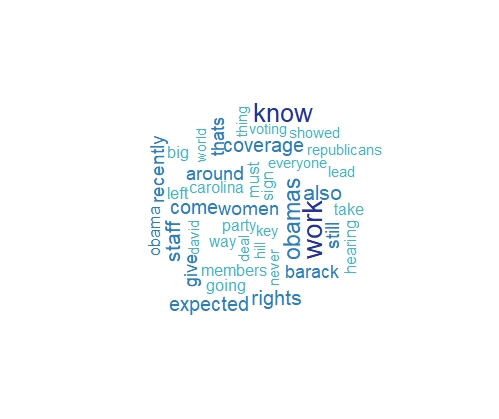 know
thing
thats
voting
showed
world
coverage
republicans
big
recently
everyone
around
must
sign
lead
left
carolina
obamas
also
come
women
work
take
obama
staff
david
party
key
still
way
deal
hill
hearing
give
members
never
barack
going
expected
rights